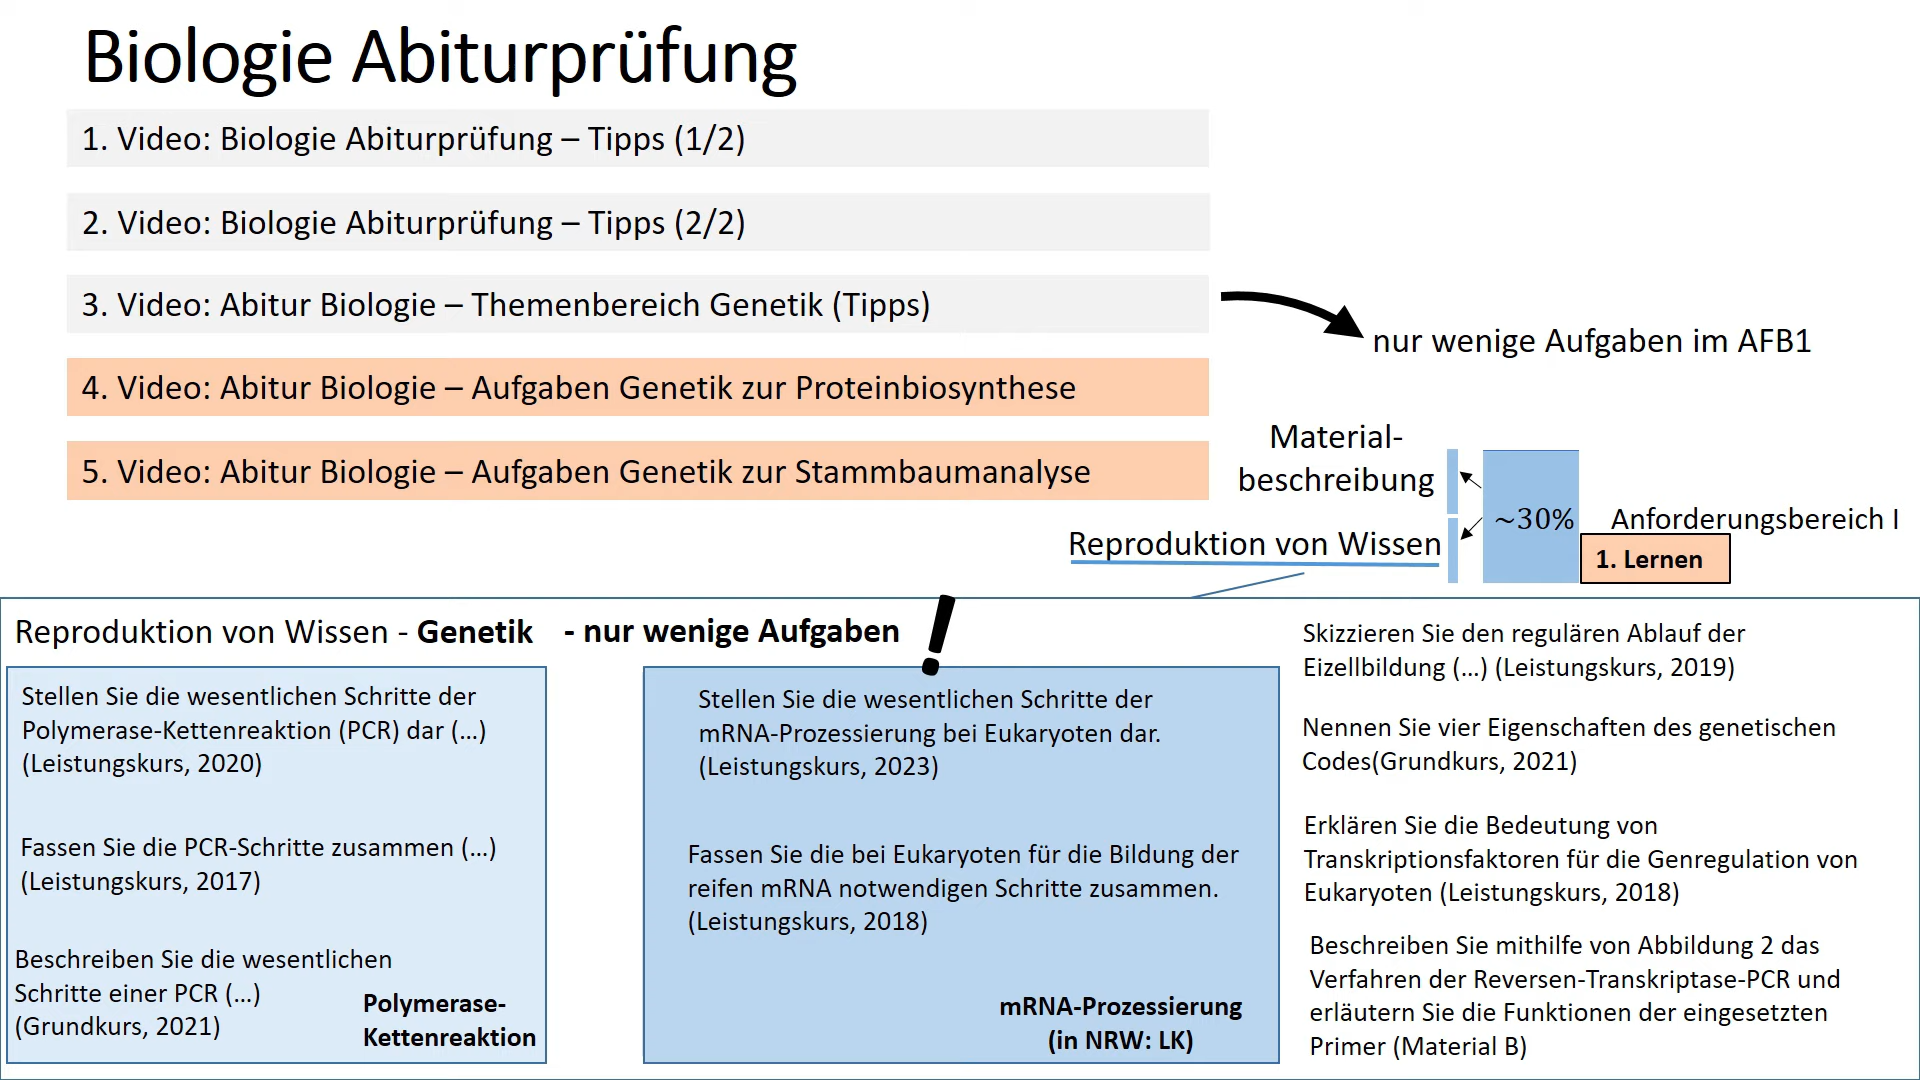 Biologie Abiturprüfung
1. Video: Biologie Abiturprüfung – Tipps (1/2)
2. Video: Biologie Abiturprüfung – Tipps (2/2)
3. Video: Abitur Biologie – Themenbereich Genetik (Tipps)
nur wenige Aufgaben im AFB1
4. Video: Abitur Biologie – Aufgaben Genetik zur Proteinbiosynthese
5. Video: Abitur Biologie – Aufgaben Genetik zur Stammbaumanalyse
Material-
beschreibung
Reproduktion von Wissen
~30%
Anforderungsbereich I
1. Lernen
Reproduktion von Wissen - Genetik - nur wenige Aufgaben !
Stellen Sie die wesentlichen Schritte der
Polymerase-Kettenreaktion (PCR) dar (…)
(Leistungskurs, 2020)
Fassen Sie die PCR-Schritte zusammen (…)
(Leistungskurs, 2017)
Beschreiben Sie die wesentlichen
Schritte einer PCR (…)
(Grundkurs, 2021)
Polymerase-
Kettenreaktion
Stellen Sie die wesentlichen Schritte der
mRNA-Prozessierung bei Eukaryoten dar.
(Leistungskurs, 2023)
Fassen Sie die bei Eukaryoten für die Bildung der
reifen mRNA notwendigen Schritte zusammen.
(Leistungskurs, 2018)
mRNA-Prozessierung
(in NRW: LK)
Skizzieren Sie den regulären Ablauf der
Eizellbildung (…) (Leistungskurs, 2019)
Nennen Sie vier Eigenschaften des genetischen
Codes(Grundkurs, 2021)
Erklären Sie die Bedeutung von
Transkriptionsfaktoren für die Genregulation von
Eukaryoten (Leistungskurs, 2018)
Beschreiben Sie mithilfe von Abbildung 2 das
Verfahren der Reversen-Transkriptase-PCR und
erläutern Sie die Funktionen der eingesetzten
Primer (Material B)